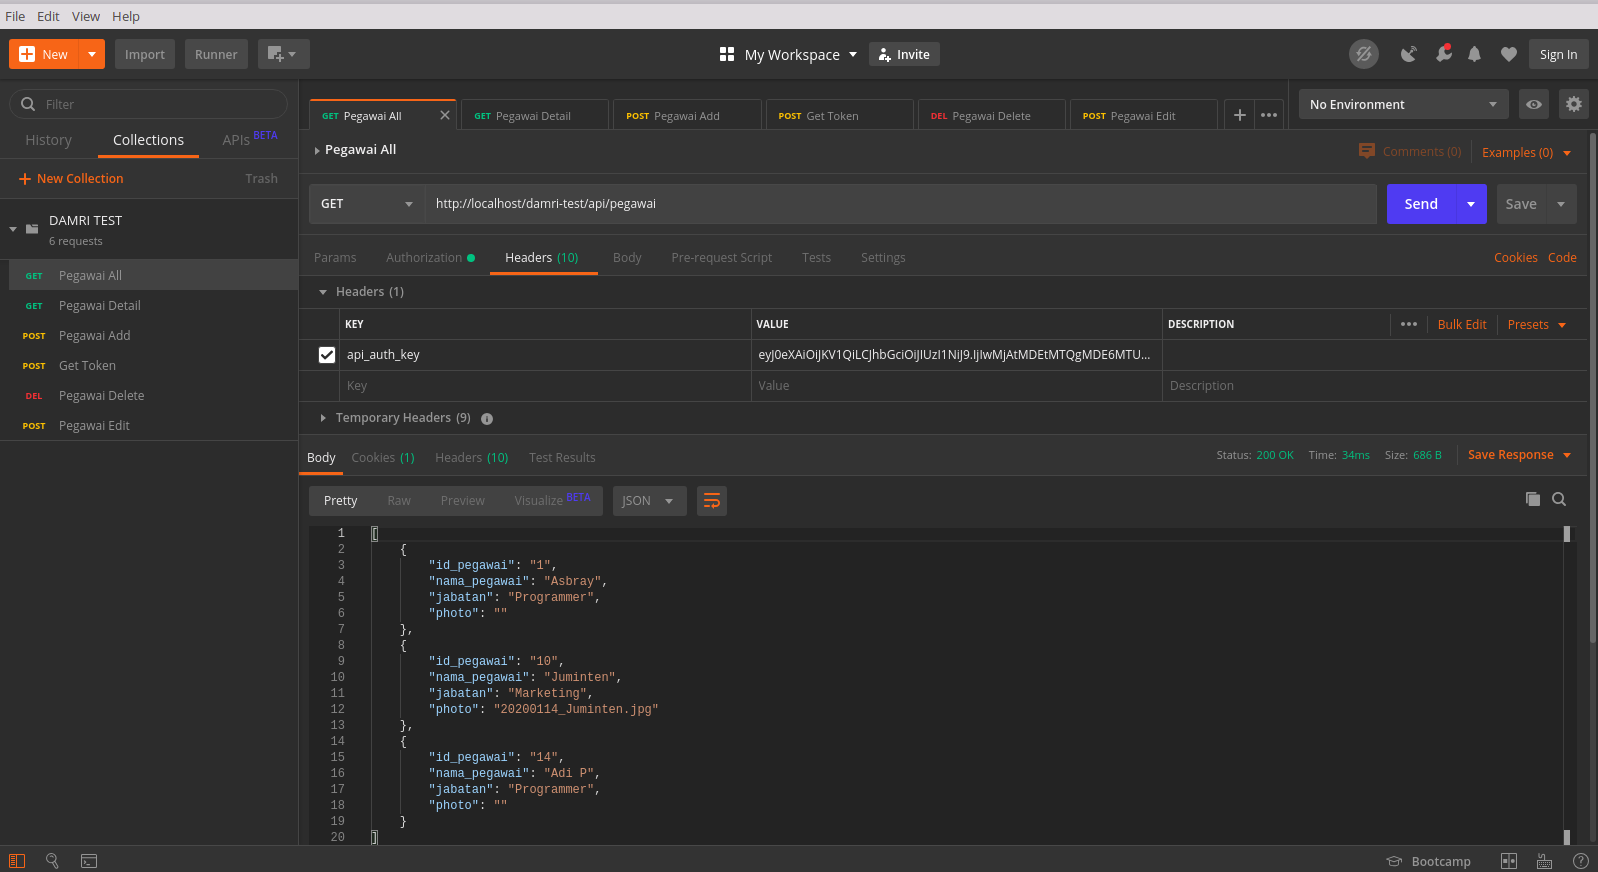 File Edit View Help
New Import Runner My Workspace Invite Sign In
Filter
History Collections APIs BETA
New Collection Trash
DAMRI TEST
6 requests
GET Pegawai All
GET Pegawai Detail
POST Pegawai Add
POST Get Token
DEL Pegawai Delete
POST Pegawai Edit
GET Pegawai All GET Pegawai Detail POST Pegawai Add POST Get Token DEL Pegawai Delete POST Pegawai Edit
No Environment
Pegawai All Comments (0) Examples (0)
GET http://localhost/damri-test/api/pegawai Send Save
Params Authorization Headers (10) Body Pre-request Script Tests Settings Cookies Code
Headers (1)
KEY VALUE DESCRIPTION Bulk Edit Presets
api_auth_key eyJ0eXAiOiJKV1QiLCJhbGciOiJIUzI1NiJ9.IjIwMjAtMDEtMTQgMDE6MTU...
Key Value Description
Temporary Headers (9)
Body Cookies (1) Headers (10) Test Results Status: 200 OK Time: 34ms Size: 686 B Save Response
Pretty Raw Preview Visualize BETA JSON
1 [
2 {
3 "id_pegawai": "1",
4 "nama_pegawai": "Asbray",
5 "jabatan": "Programmer",
6 "photo": ""
7 },
8 {
9 "id_pegawai": "10",
10 "nama_pegawai": "Juminten",
11 "jabatan": "Marketing",
12 "photo": "20200114_Juminten.jpg"
13 },
14 {
15 "id_pegawai": "14",
16 "nama_pegawai": "Adi P",
17 "jabatan": "Programmer",
18 "photo": ""
19 }
20 ]
Bootcamp